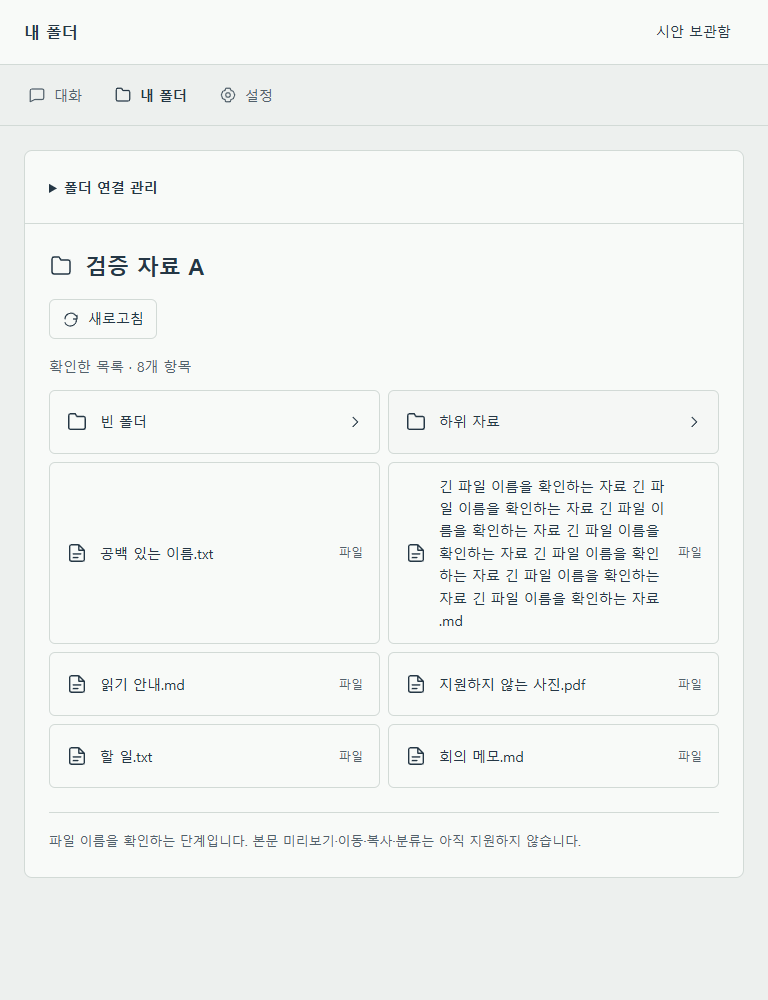 내 폴더
시안 보관함
대화
내 폴더
설정
▶ 폴더 연결 관리
검증 자료 A
새로고침
확인한 목록 · 8개 항목
빈 폴더
하위 자료
공백 있는 이름.txt
파일
긴 파일 이름을 확인하는 자료 긴 파
일 이름을 확인하는 자료 긴 파일 이
름을 확인하는 자료 긴 파일 이름을
확인하는 자료 긴 파일 이름을 확인
하는 자료 긴 파일 이름을 확인하는
자료 긴 파일 이름을 확인하는 자료
.md
파일
읽기 안내.md
파일
지원하지 않는 사진.pdf
파일
할 일.txt
파일
회의 메모.md
파일
파일 이름을 확인하는 단계입니다. 본문 미리보기·이동·복사·분류는 아직 지원하지 않습니다.